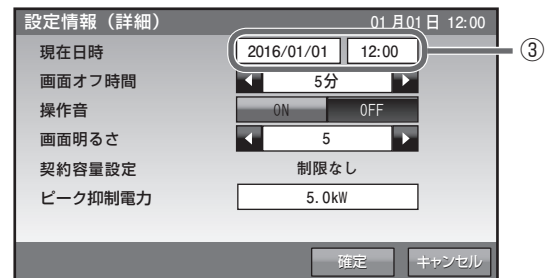 設定情報（詳細） 01月01日 12:00
現在日時 2016/01/01 12:00 ③
画面オフ時間 5分
操作音 ON OFF
画面明るさ 5
契約容量設定 制限なし
ピーク抑制電力 5.0kW
確定 キャンセル